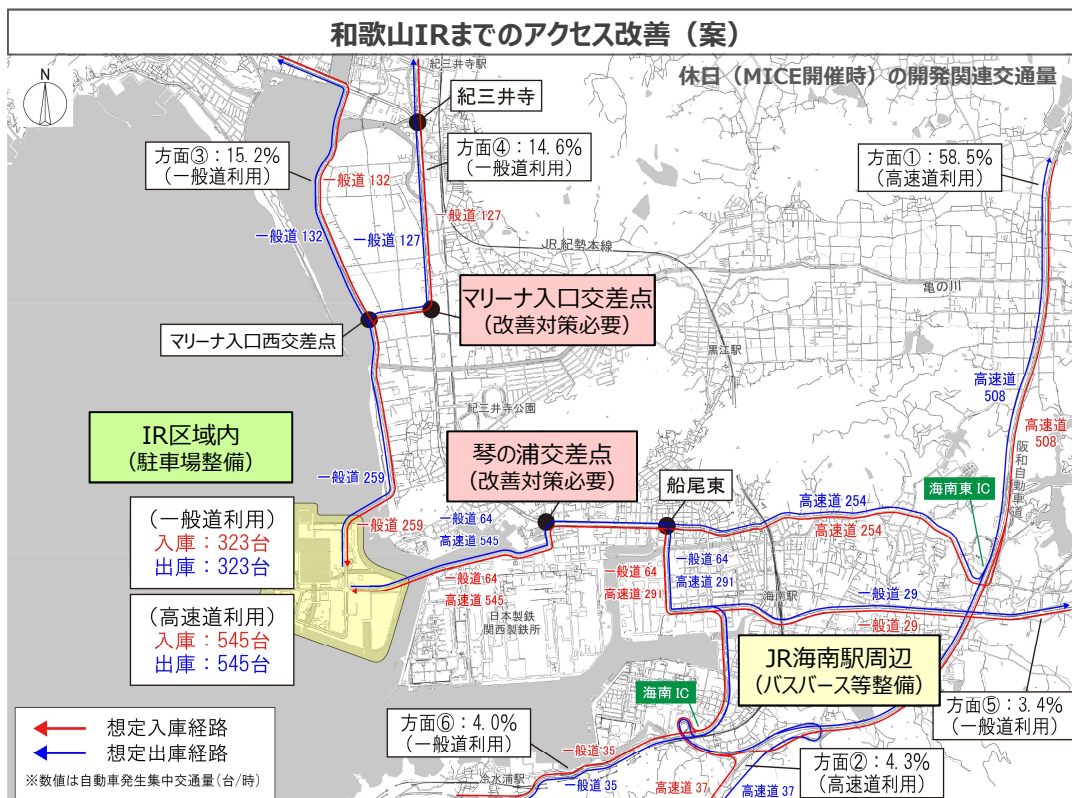 和歌山IRまでのアクセス改善（案）
休日（MICE開催時）の開発関連交通量
N
紀三井寺駅
紀三井寺
方面③：15.2%
（一般道利用）
方面④：14.6%
（一般道利用）
方面①：58.5%
（高速道利用）
一般道 132
一般道 132
一般道 127
一般道 127
JR 紀勢本線
亀の川
マリーナ入口交差点
（改善対策必要）
マリーナ入口西交差点
黒江駅
紀三井寺公園
高速道
508
高速道
508
阪和自動車道
IR区域内
（駐車場整備）
琴の浦交差点
（改善対策必要）
船尾東
海南東 IC
一般道 259
一般道 259
高速道 254
高速道 254
（一般道利用）
入庫：323台
出庫：323台
一般道 64
高速道 545
一般道 64
高速道 545
一般道 64
高速道 291
一般道 64
高速道 291
海南駅
一般道 29
一般道 29
（高速道利用）
入庫：545台
出庫：545台
日本製鉄
関西製鉄所
JR海南駅周辺
（バスバース等整備）
海南 IC
方面⑤：3.4%
（一般道利用）
方面⑥：4.0%
（一般道利用）
方面②：4.3%
（高速道利用）
一般道 35
一般道 35
冷水浦駅
高速道 37
高速道 37
想定入庫経路
想定出庫経路
※数値は自動車発生集中交通量（台/時）